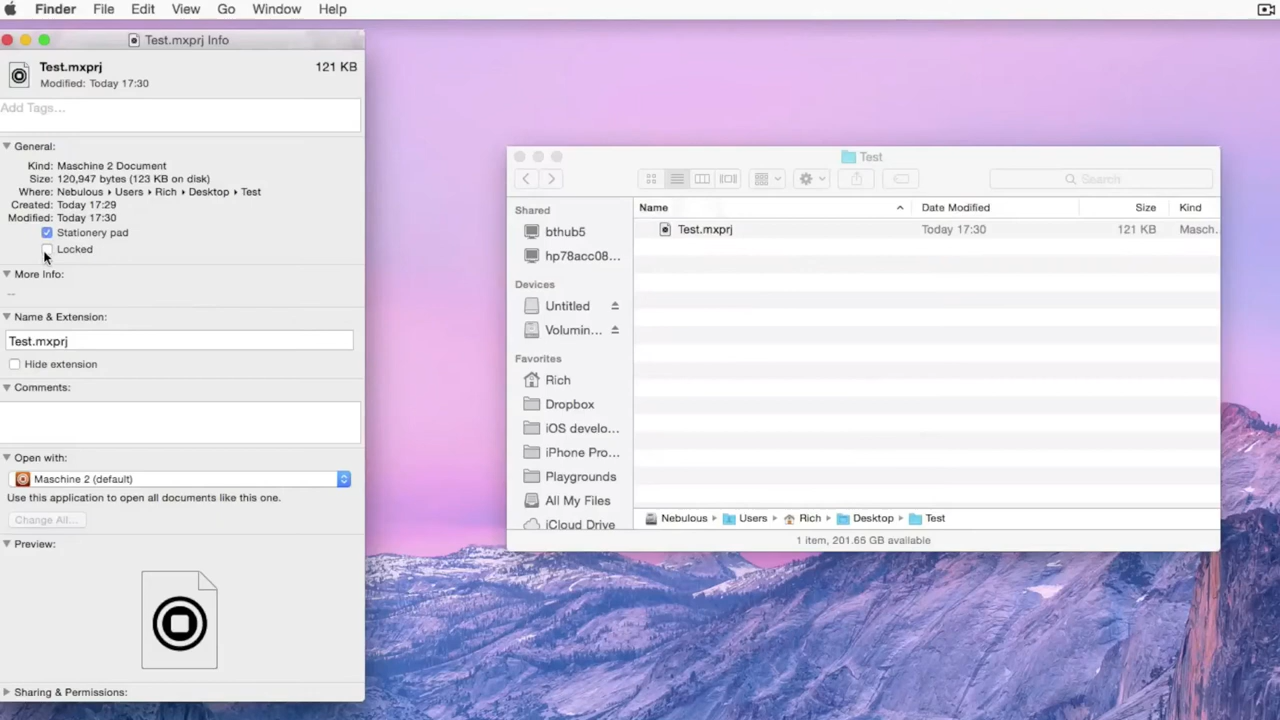 Finder File Edit View Go Window Help
Test.mxprj Info
Test.mxprj 121 KB
Modified: Today 17:30
Add Tags...
General:
Kind: Maschine 2 Document
Size: 120,947 bytes (123 KB on disk)
Where: Nebulous ▸ Users ▸ Rich ▸ Desktop ▸ Test
Created: Today 17:29
Modified: Today 17:30
Stationery pad
Locked
More Info:
--
Name & Extension:
Test.mxprj
Hide extension
Comments:
Open with:
Maschine 2 (default)
Use this application to open all documents like this one.
Change All...
Preview:
Sharing & Permissions:
Test
Search
Shared
bthub5
hp78acc08...
Devices
Untitled
Volumin...
Favorites
Rich
Dropbox
iOS develo...
iPhone Pro...
Playgrounds
All My Files
iCloud Drive
Name Date Modified Size Kind
Test.mxprj Today 17:30 121 KB Masch...
Nebulous ▸ Users ▸ Rich ▸ Desktop ▸ Test
1 item, 201.65 GB available